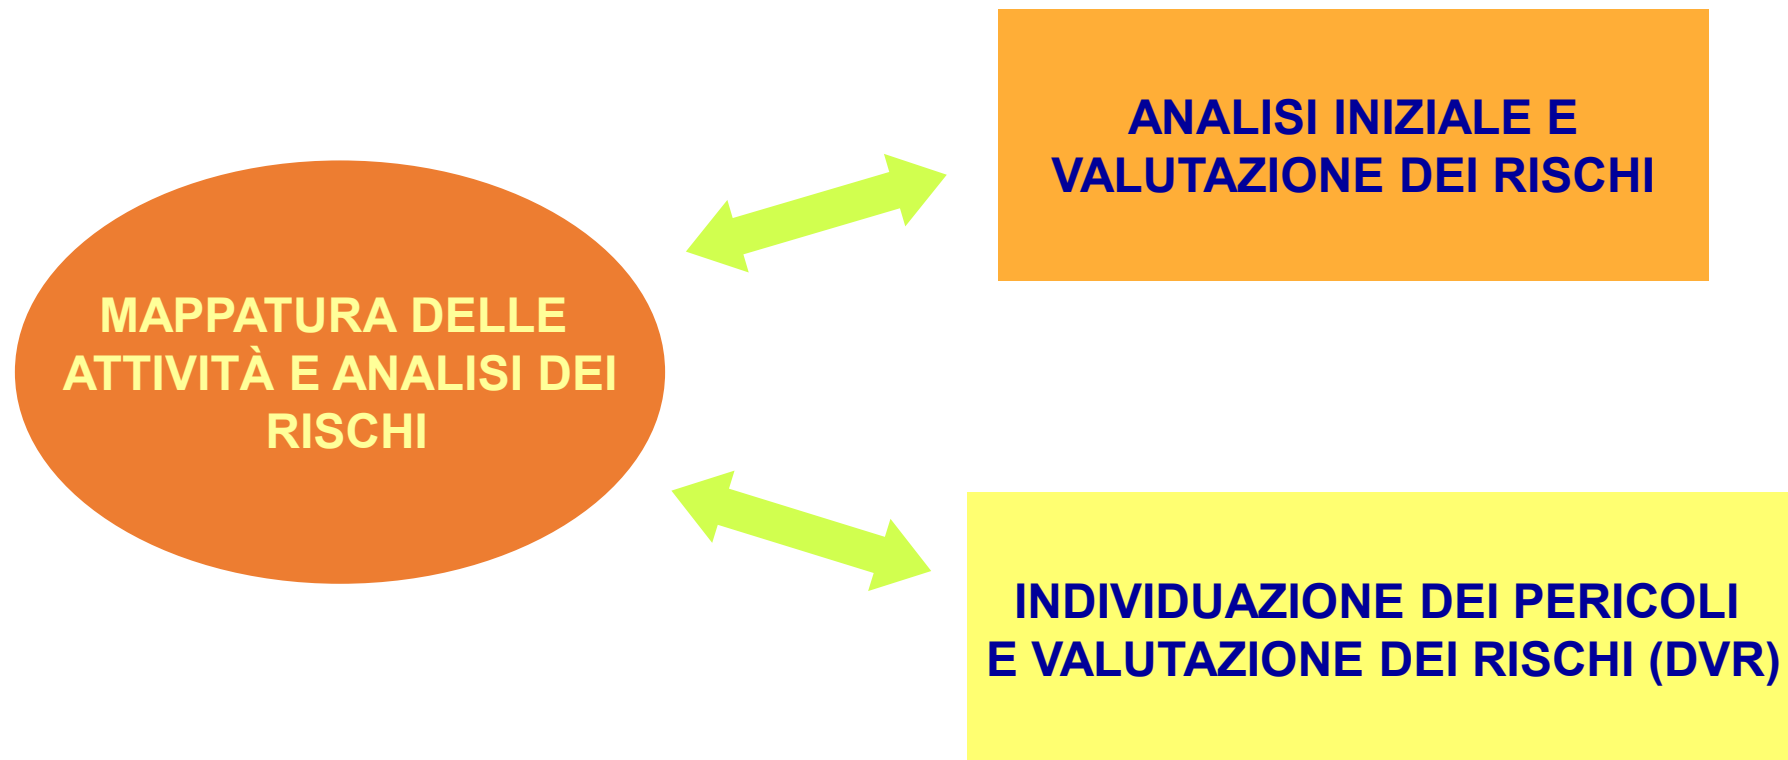 MAPPATURA DELLE
ATTIVITÀ E ANALISI DEI
RISCHI
ANALISI INIZIALE E
VALUTAZIONE DEI RISCHI
INDIVIDUAZIONE DEI PERICOLI
E VALUTAZIONE DEI RISCHI (DVR)